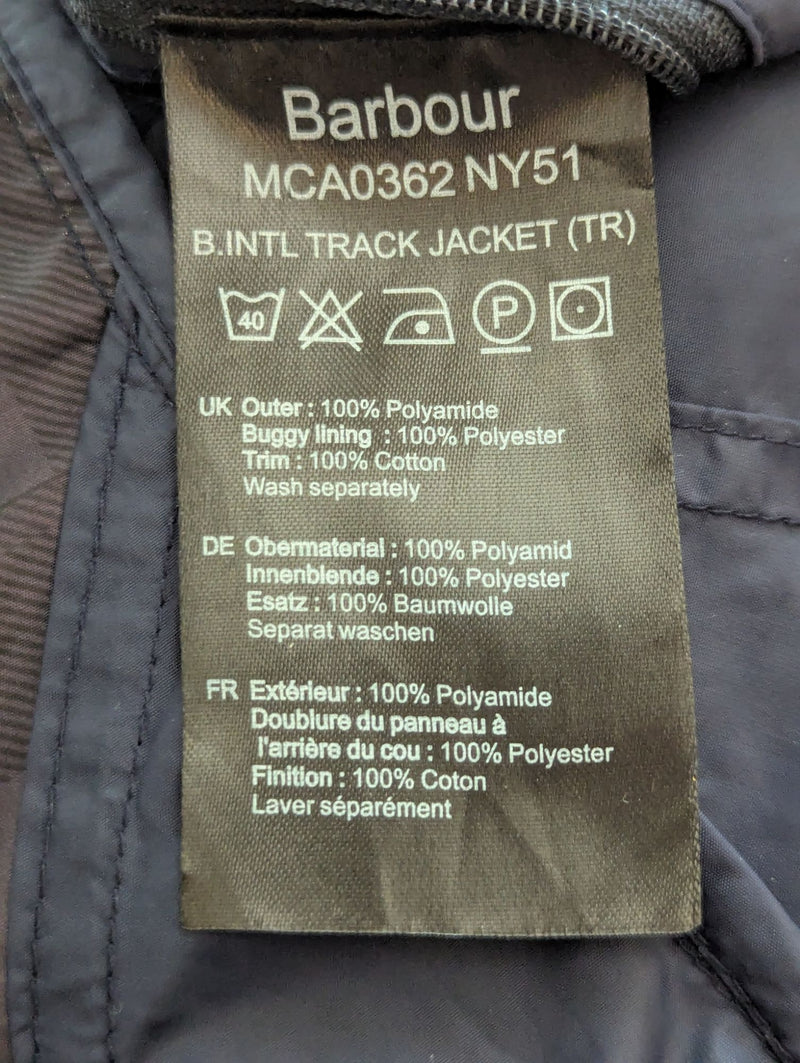 Barbour
MCA0362 NY51
B.INTL TRACK JACKET (TR)
40 P
UK Outer : 100% Polyamide
Buggy lining : 100% Polyester
Trim : 100% Cotton
Wash separately
DE Obermaterial : 100% Polyamid
Innenblende : 100% Polyester
Esatz : 100% Baumwolle
Separat waschen
FR Extérieur : 100% Polyamide
Doublure du panneau à
l'arrière du cou : 100% Polyester
Finition : 100% Coton
Laver séparément